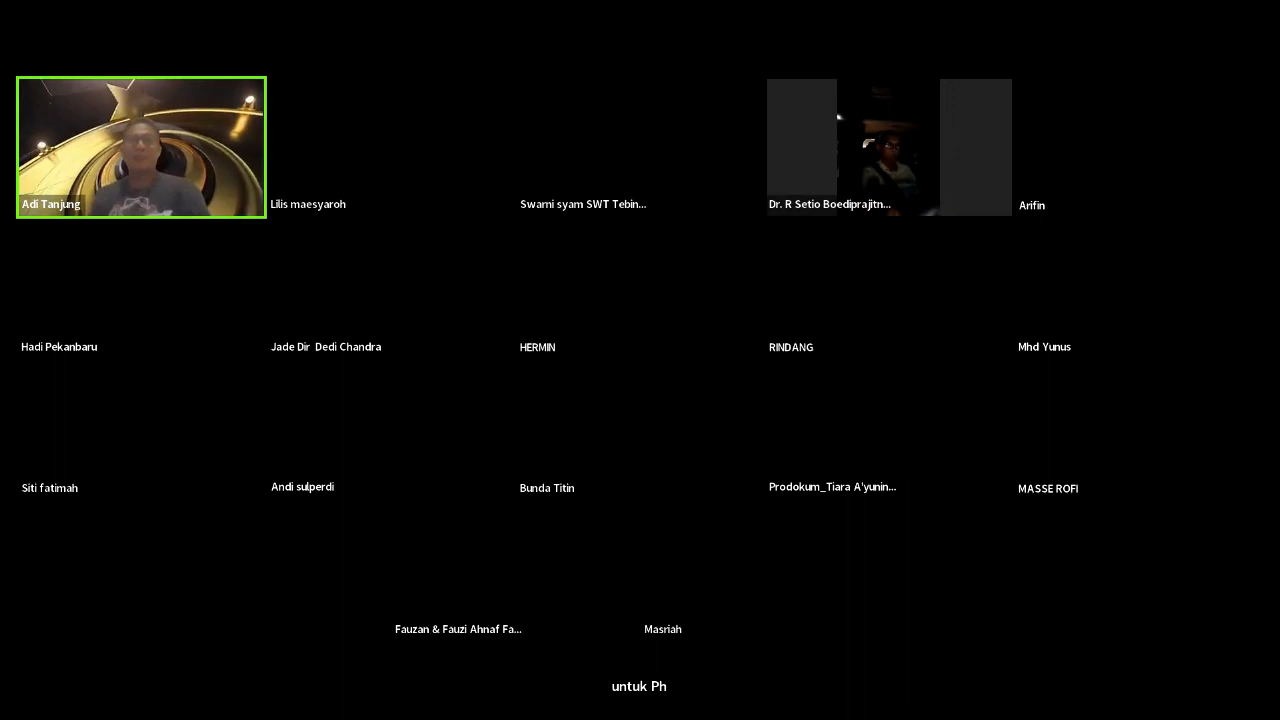 Adi Tanjung
Lilis maesyaroh
Swarni syam SWT Tebin...
Dr. R Setio Boediprajitn...
Arifin
Hadi Pekanbaru
Jade Dir Dedi Chandra
HERMIN
RINDANG
Mhd Yunus
Siti fatimah
Andi sulperdi
Bunda Titin
Prodokum_Tiara A'yunin...
MASSE ROFI
Fauzan & Fauzi Ahnaf Fa...
Masriah
untuk Ph